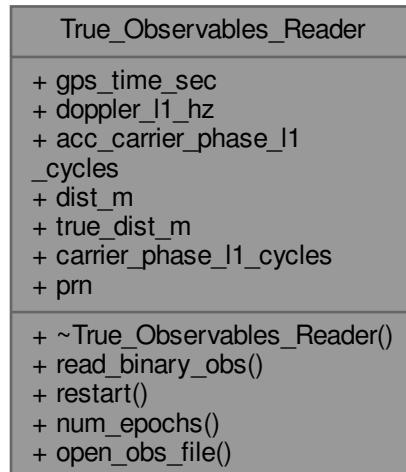 True_Observables_Reader
+ gps_time_sec
+ doppler_l1_hz
+ acc_carrier_phase_l1
_cycles
+ dist_m
+ true_dist_m
+ carrier_phase_l1_cycles
+ prn
+ ~True_Observables_Reader()
+ read_binary_obs()
+ restart()
+ num_epochs()
+ open_obs_file()